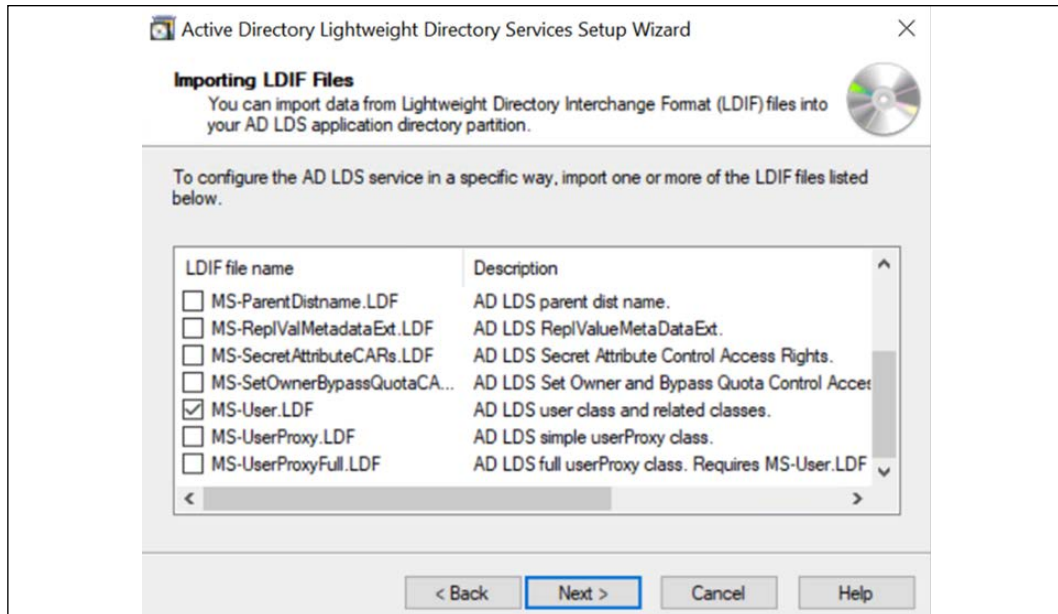 Active Directory Lightweight Directory Services Setup Wizard
Importing LDIF Files
You can import data from Lightweight Directory Interchange Format (LDIF) files into
your AD LDS application directory partition.
To configure the AD LDS service in a specific way, import one or more of the LDIF files listed
below.
LDIF file name Description
MS-ParentDistname.LDF AD LDS parent dist name.
MS-ReplValMetadataExt.LDF AD LDS ReplValueMetaDataExt.
MS-SecretAttributeCARs.LDF AD LDS Secret Attribute Control Access Rights.
MS-SetOwnerBypassQuotaCA... AD LDS Set Owner and Bypass Quota Control Acces
MS-User.LDF AD LDS user class and related classes.
MS-UserProxy.LDF AD LDS simple userProxy class.
MS-UserProxyFull.LDF AD LDS full userProxy class. Requires MS-User.LDF
< Back Next > Cancel Help